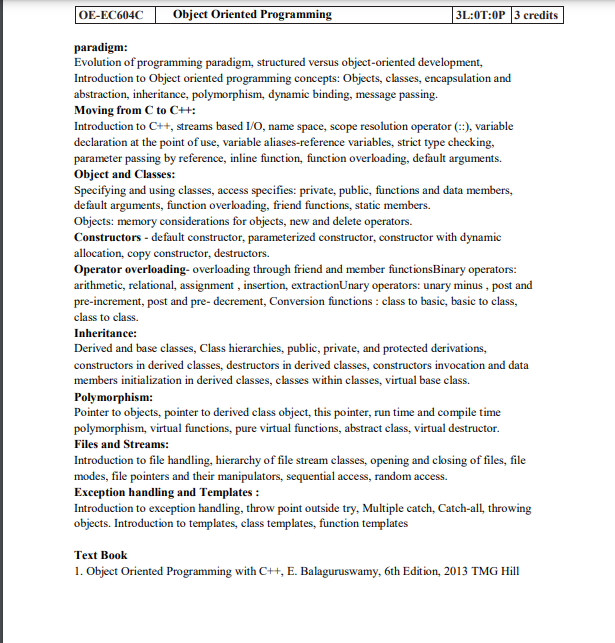 OE-EC604C Object Oriented Programming 3L:0T:0P 3 credits
paradigm:
Evolution of programming paradigm, structured versus object-oriented development,
Introduction to Object oriented programming concepts: Objects, classes, encapsulation and
abstraction, inheritance, polymorphism, dynamic binding, message passing.
Moving from C to C++:
Introduction to C++, streams based I/O, name space, scope resolution operator (::), variable
declaration at the point of use, variable aliases-reference variables, strict type checking,
parameter passing by reference, inline function, function overloading, default arguments.
Object and Classes:
Specifying and using classes, access specifies: private, public, functions and data members,
default arguments, function overloading, friend functions, static members.
Objects: memory considerations for objects, new and delete operators.
Constructors - default constructor, parameterized constructor, constructor with dynamic
allocation, copy constructor, destructors.
Operator overloading- overloading through friend and member functionsBinary operators:
arithmetic, relational, assignment , insertion, extractionUnary operators: unary minus , post and
pre-increment, post and pre- decrement, Conversion functions : class to basic, basic to class,
class to class.
Inheritance:
Derived and base classes, Class hierarchies, public, private, and protected derivations,
constructors in derived classes, destructors in derived classes, constructors invocation and data
members initialization in derived classes, classes within classes, virtual base class.
Polymorphism:
Pointer to objects, pointer to derived class object, this pointer, run time and compile time
polymorphism, virtual functions, pure virtual functions, abstract class, virtual destructor.
Files and Streams:
Introduction to file handling, hierarchy of file stream classes, opening and closing of files, file
modes, file pointers and their manipulators, sequential access, random access.
Exception handling and Templates :
Introduction to exception handling, throw point outside try, Multiple catch, Catch-all, throwing
objects. Introduction to templates, class templates, function templates
Text Book
1. Object Oriented Programming with C++, E. Balaguruswamy, 6th Edition, 2013 TMG Hill